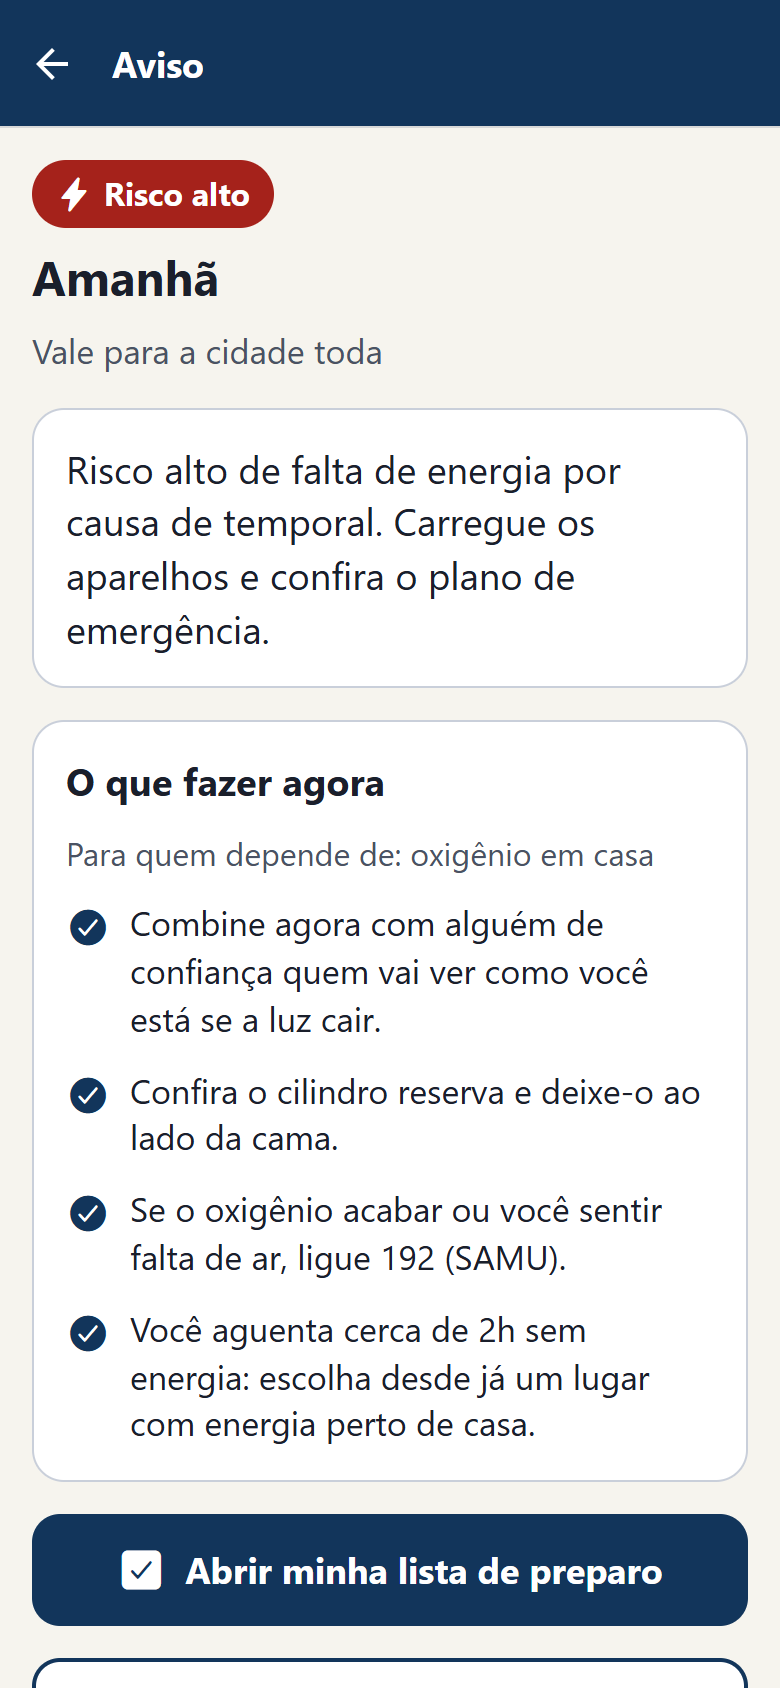 Aviso
Risco alto
Amanhã
Vale para a cidade toda
Risco alto de falta de energia por
causa de temporal. Carregue os
aparelhos e confira o plano de
emergência.
O que fazer agora
Para quem depende de: oxigênio em casa
Combine agora com alguém de
confiança quem vai ver como você
está se a luz cair.
Confira o cilindro reserva e deixe-o ao
lado da cama.
Se o oxigênio acabar ou você sentir
falta de ar, ligue 192 (SAMU).
Você aguenta cerca de 2h sem
energia: escolha desde já um lugar
com energia perto de casa.
Abrir minha lista de preparo